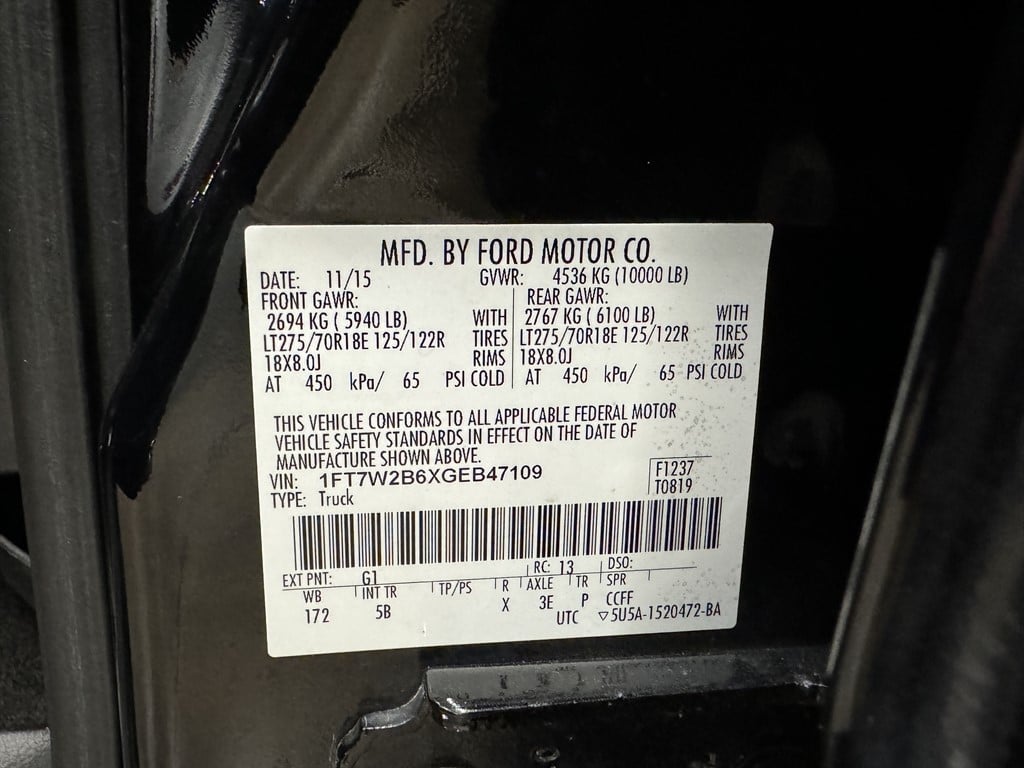 MFD. BY FORD MOTOR CO.
DATE: 11/15 GVWR: 4536 KG (10000 LB)
FRONT GAWR: REAR GAWR:
2694 KG ( 5940 LB) WITH 2767 KG ( 6100 LB) WITH
LT275/70R18E 125/122R TIRES LT275/70R18E 125/122R TIRES
18X8.0J RIMS 18X8.0J RIMS
AT 450 kPa/ 65 PSI COLD AT 450 kPa/ 65 PSI COLD
THIS VEHICLE CONFORMS TO ALL APPLICABLE FEDERAL MOTOR
VEHICLE SAFETY STANDARDS IN EFFECT ON THE DATE OF
MANUFACTURE SHOWN ABOVE.
VIN: 1FT7W2B6XGEB47109 F1237
TYPE: Truck T0819
EXT PNT: G1 RC: 13 DSO:
WB INT TR TP/PS R AXLE TR SPR
172 5B X 3E P CCFF
UTC ▽5U5A-1520472-BA